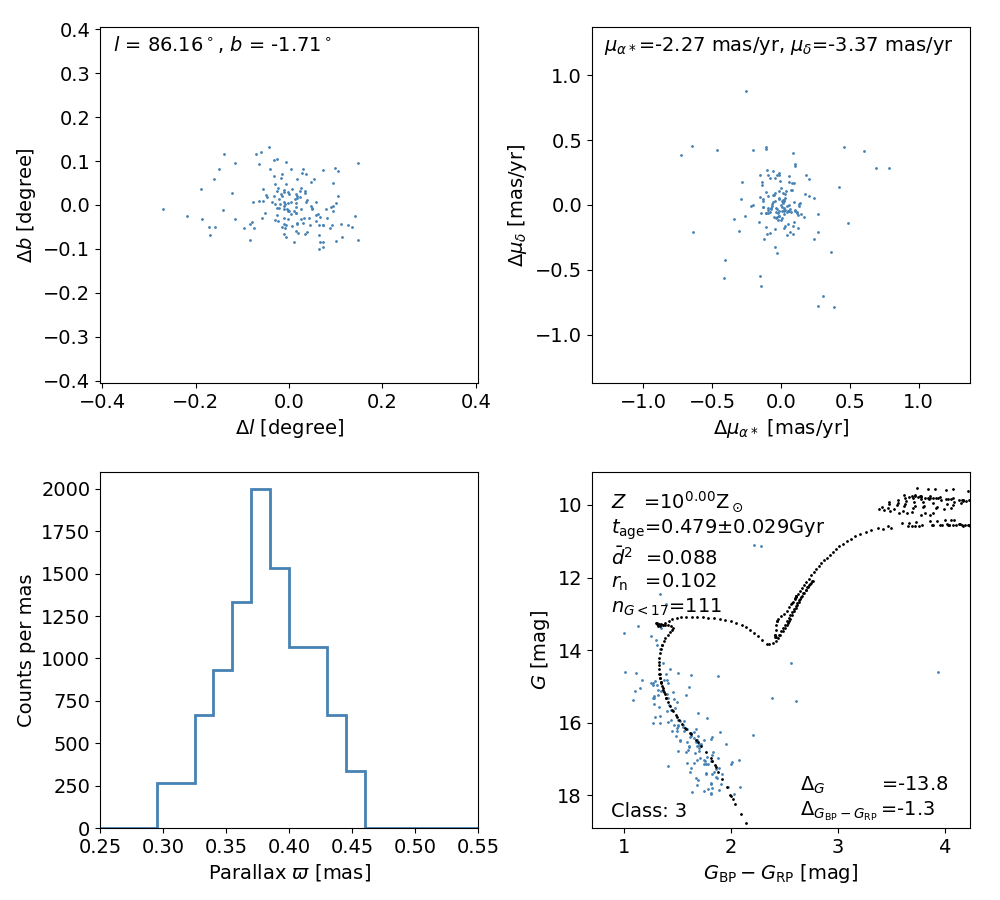 l = 86.16°, b = -1.71°
0.4
0.3
0.2
0.1
0.0
−0.1
−0.2
−0.3
−0.4
Δb [degree]
−0.4 −0.2 0.0 0.2 0.4
Δl [degree]
μα*=-2.27 mas/yr, μδ=-3.37 mas/yr
1.0
0.5
0.0
−0.5
−1.0
Δμδ [mas/yr]
−1.0 −0.5 0.0 0.5 1.0
Δμα* [mas/yr]
2000
1750
1500
1250
1000
750
500
250
0
Counts per mas
0.25 0.30 0.35 0.40 0.45 0.50 0.55
Parallax ϖ [mas]
Z =10^0.00 Z⊙
t_age=0.479±0.029Gyr
d̄² =0.088
r_n =0.102
n_G<17=111
10
12
14
16
18
G [mag]
Δ_G =-13.8
Δ_G_BP−G_RP =-1.3
Class: 3
1 2 3 4
G_BP − G_RP [mag]